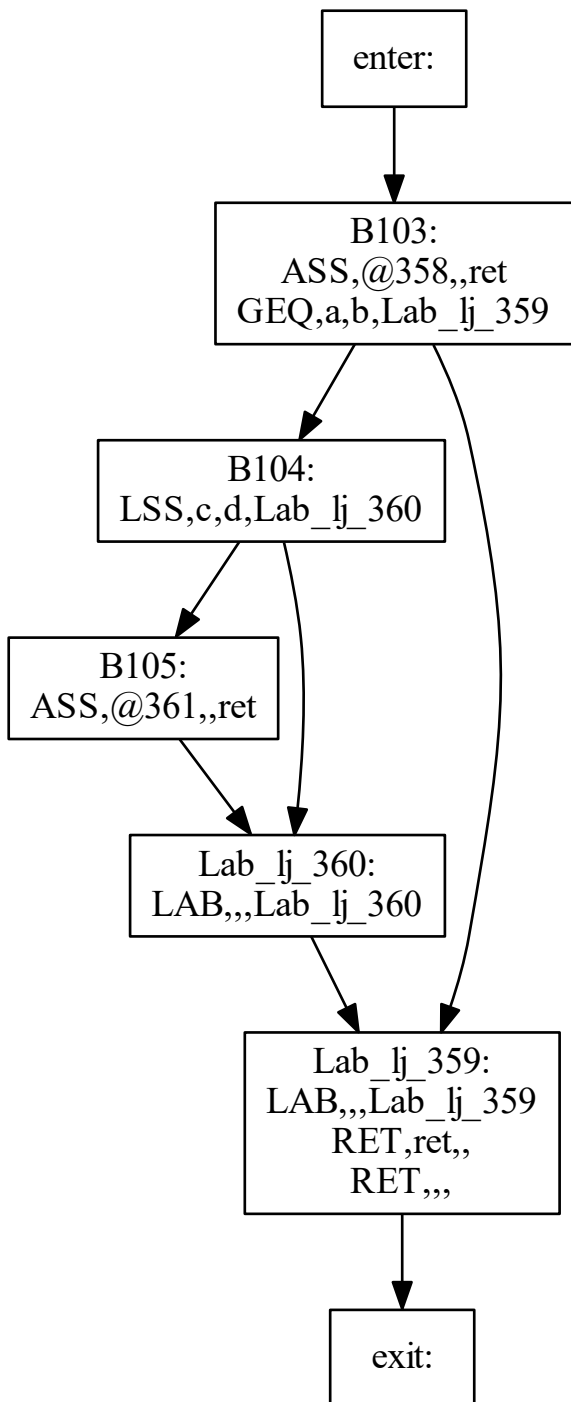 enter:
B103:
ASS,@358,,ret
GEQ,a,b,Lab_lj_359
B104:
LSS,c,d,Lab_lj_360
B105:
ASS,@361,,ret
Lab_lj_360:
LAB,,,Lab_lj_360
Lab_lj_359:
LAB,,,Lab_lj_359
RET,ret,,
RET,,,
exit: